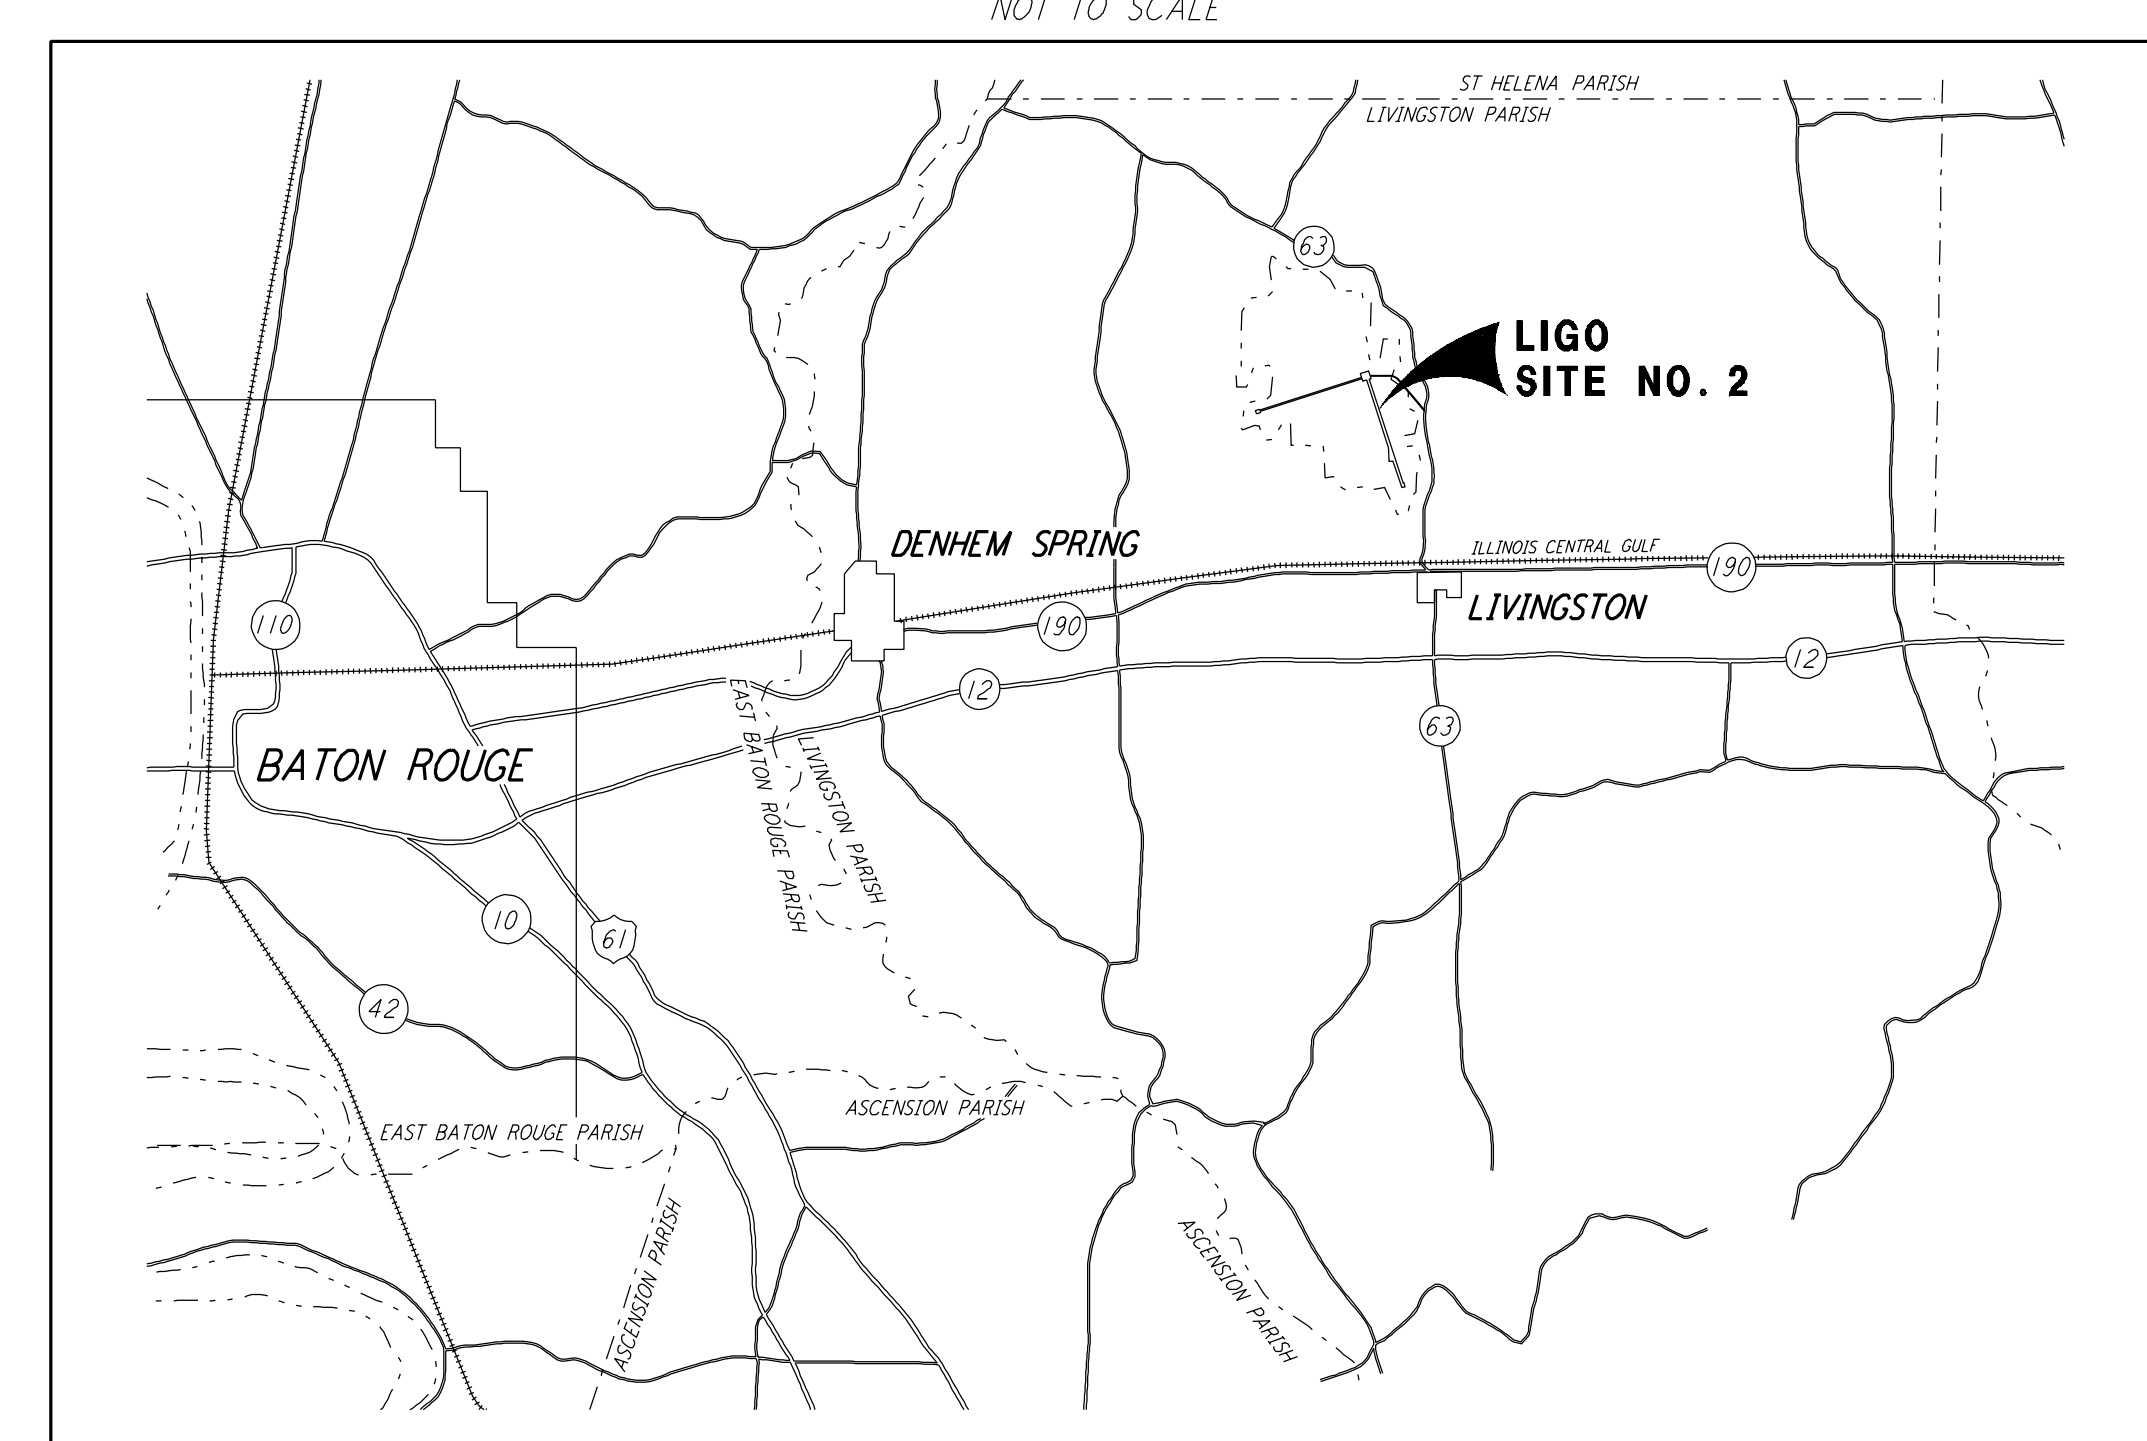 NOT TO SCALE
ST HELENA PARISH
LIVINGSTON PARISH
63
LIGO
SITE NO. 2
DENHEM SPRING
ILLINOIS CENTRAL GULF
190
110
190
LIVINGSTON
12
12
63
EAST BATON ROUGE PARISH
LIVINGSTON PARISH
BATON ROUGE
10
61
42
ASCENSION PARISH
EAST BATON ROUGE PARISH
ASCENSION PARISH
ASCENSION PARISH